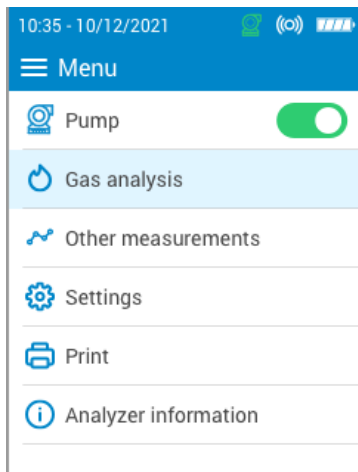 10:35 - 10/12/2021
Menu
Pump
Gas analysis
Other measurements
Settings
Print
Analyzer information